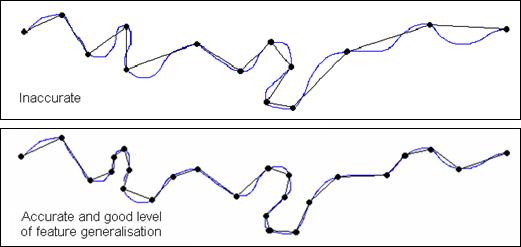 Inaccurate
Accurate and good level
of feature generalisation